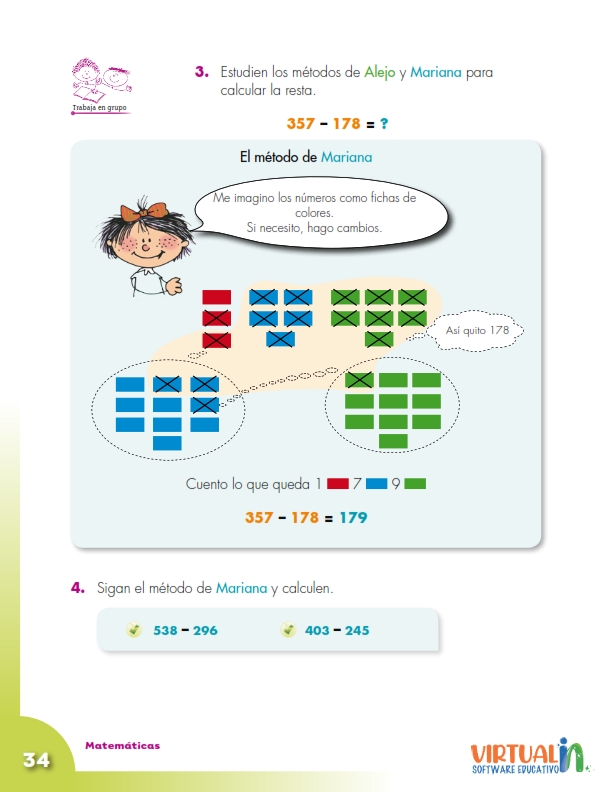 Trabaja en grupo
3. Estudien los métodos de Alejo y Mariana para
calcular la resta.
357 – 178 = ?
El método de Mariana
Me imagino los números como fichas de
colores.
Si necesito, hago cambios.
Así quito 178
Cuento lo que queda 1 7 9
357 – 178 = 179
4. Sigan el método de Mariana y calculen.
538 – 296 403 – 245
Matemáticas
34
VIRTUAL in
SOFTWARE EDUCATIVO